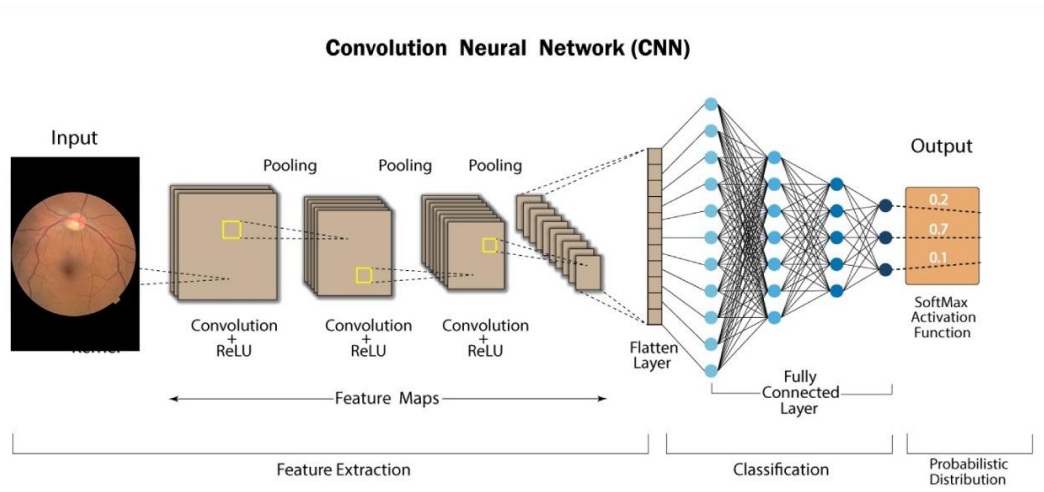 Convolution Neural Network (CNN)
Input
Pooling
Pooling
Pooling
Output
0.2
0.7
0.1
Kernel
Convolution
+
ReLU
Convolution
+
ReLU
Convolution
+
ReLU
Flatten
Layer
SoftMax
Activation
Function
Fully
Connected
Layer
Feature Maps
Feature Extraction
Classification
Probabilistic
Distribution